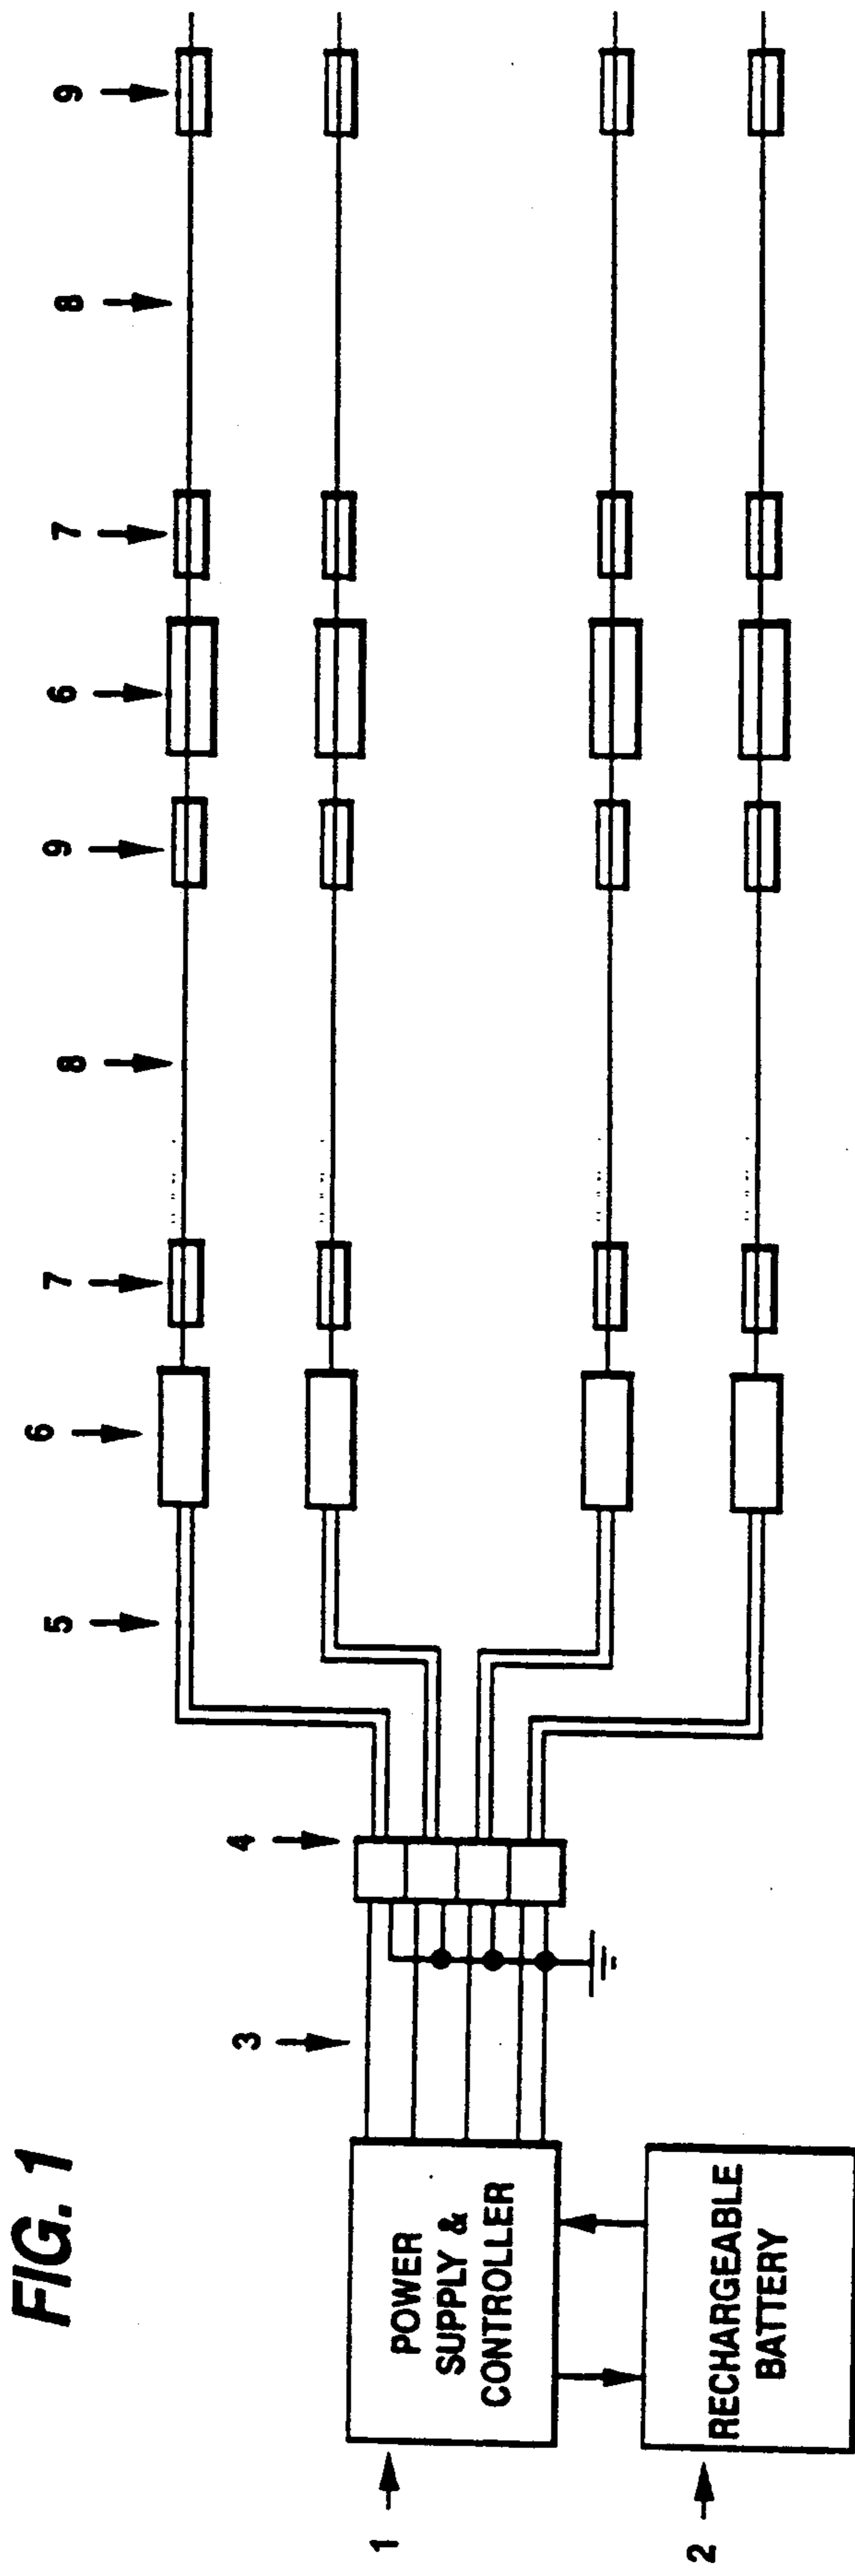 FIG. 1
6
7
8
9
6
7
8
9
5
4
3
1
POWER
SUPPLY &
CONTROLLER
2
RECHARGEABLE
BATTERY